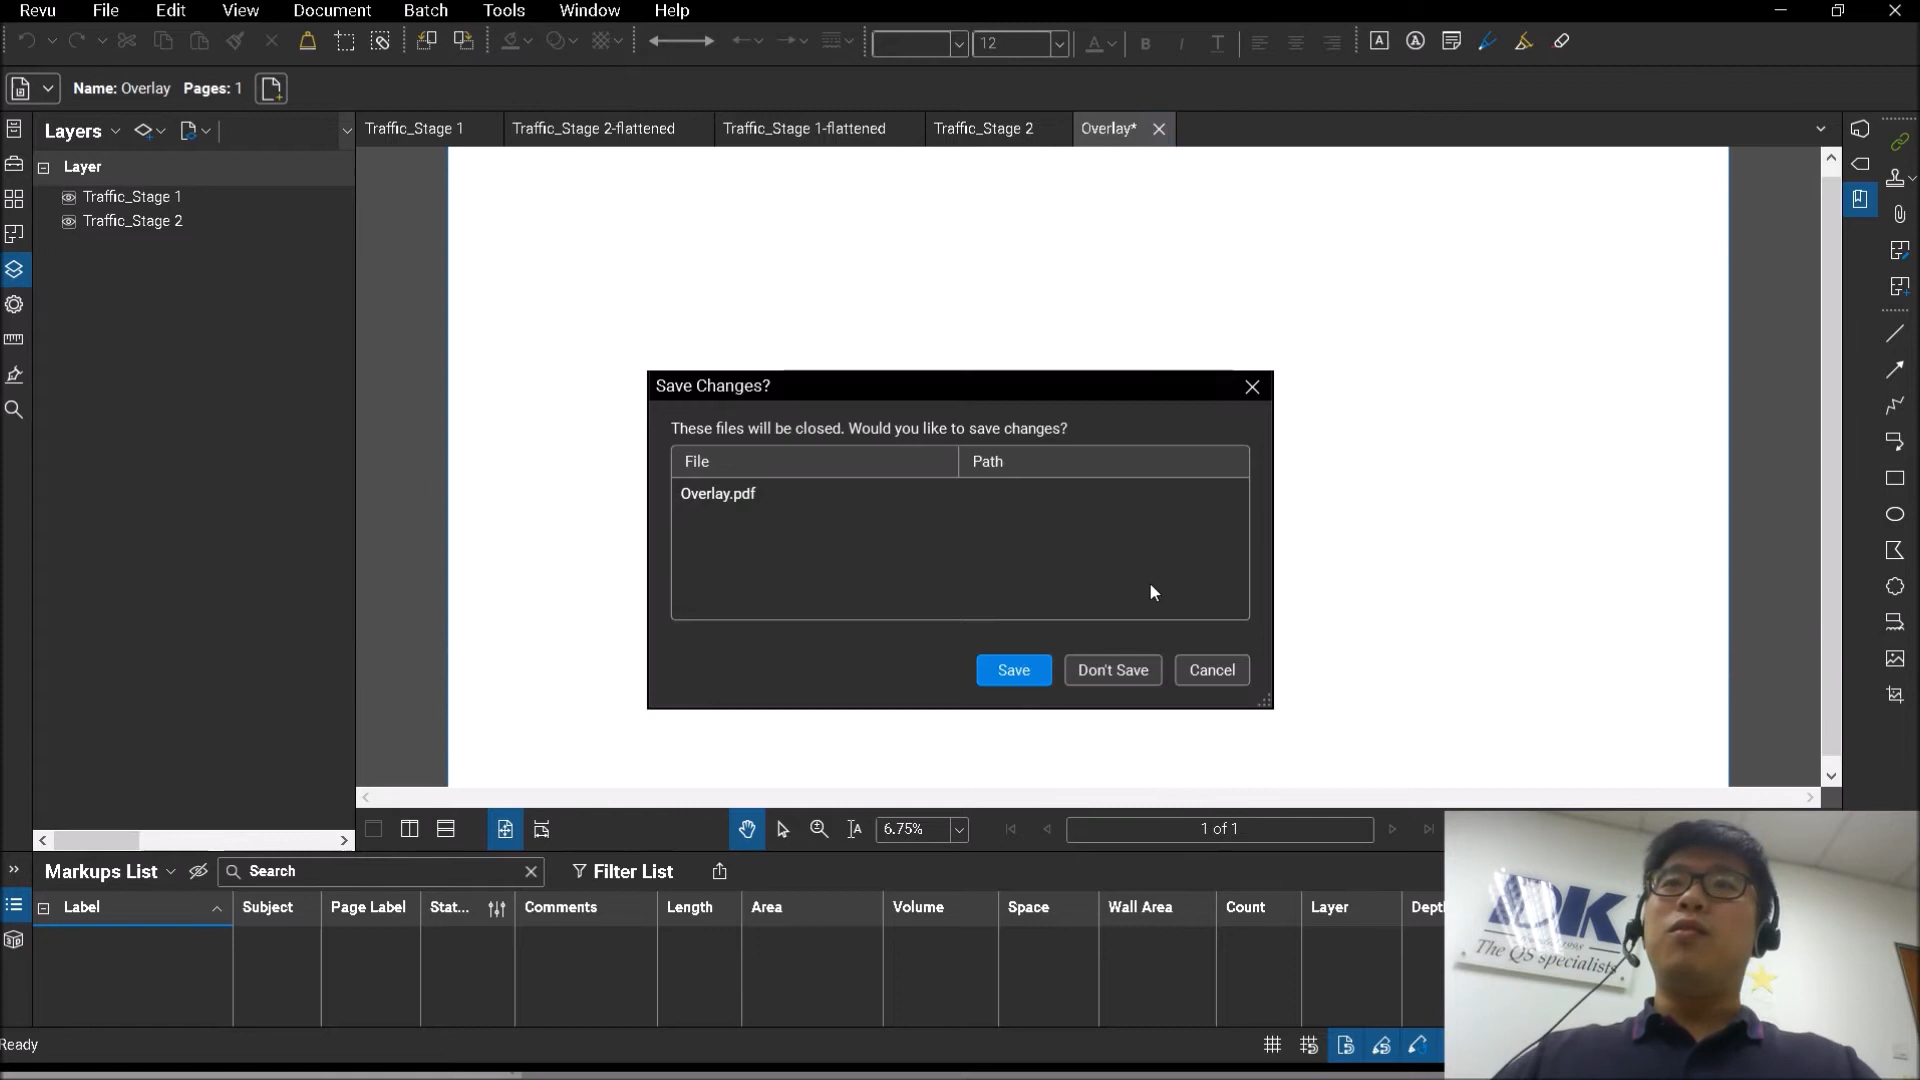 Revu File Edit View Document Batch Tools Window Help
12
Name: Overlay Pages: 1
Layers
Traffic_Stage 1 Traffic_Stage 2-flattened Traffic_Stage 1-flattened Traffic_Stage 2 Overlay*
Layer
Traffic_Stage 1
Traffic_Stage 2
Save Changes?
These files will be closed. Would you like to save changes?
File Path
Overlay.pdf
Save Don't Save Cancel
6.75% 1 of 1
Markups List Search Filter List
Label Subject Page Label Stat... Comments Length Area Volume Space Wall Area Count Layer Depth
The QS specialists
Ready